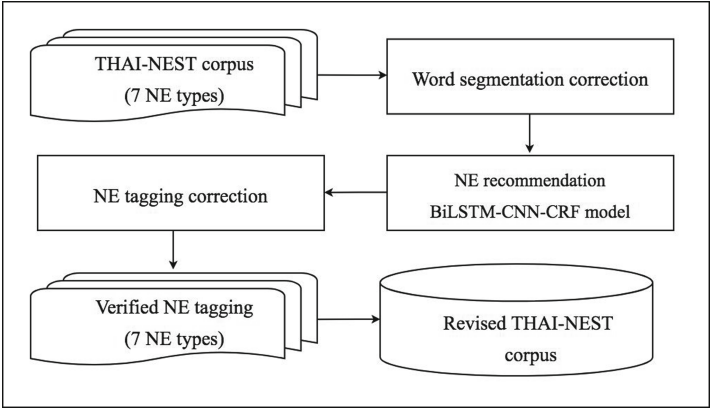 THAI-NEST corpus
(7 NE types)
Word segmentation correction
NE recommendation
BiLSTM-CNN-CRF model
NE tagging correction
Verified NE tagging
(7 NE types)
Revised THAI-NEST
corpus